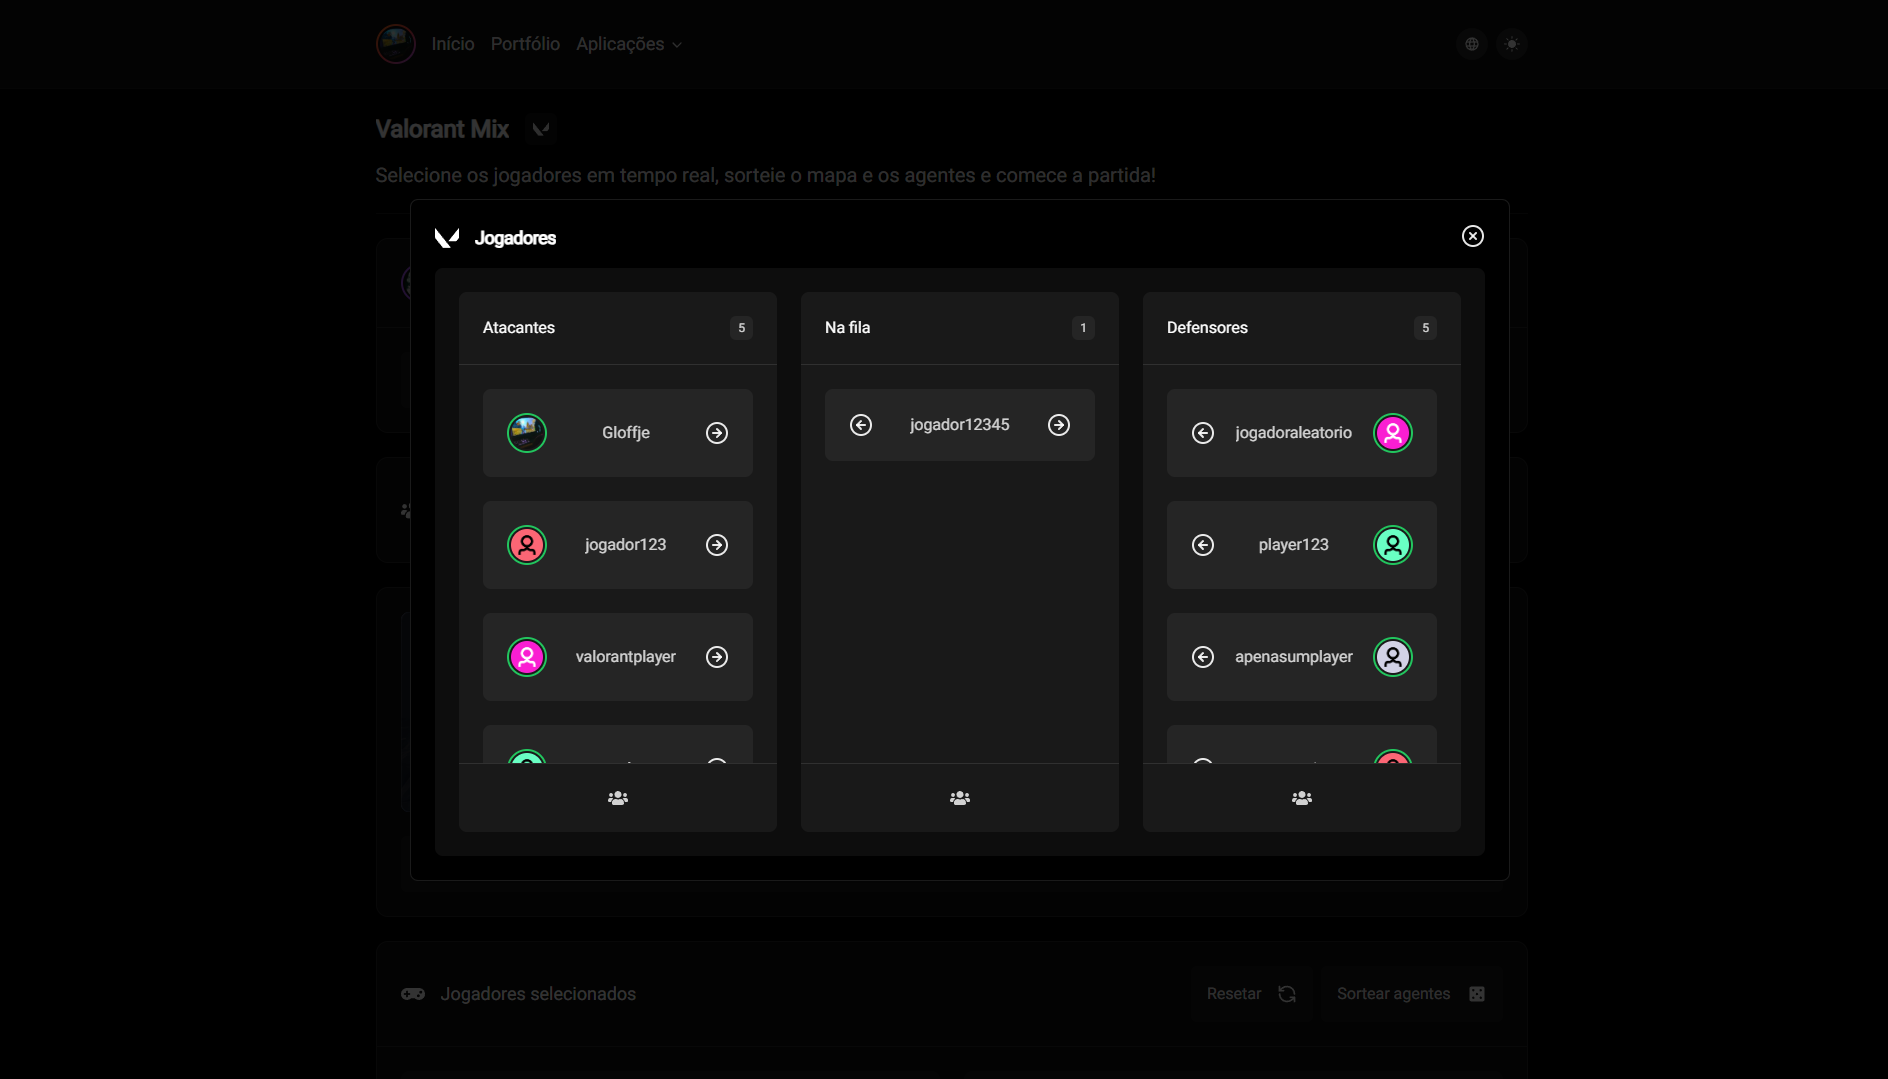 Início Portfólio Aplicações
Valorant Mix
Selecione os jogadores em tempo real, sorteie o mapa e os agentes e comece a partida!
Jogadores
Atacantes 5
Gloffje
jogador123
valorantplayer
Na fila 1
jogador12345
Defensores 5
jogadoraleatorio
player123
apenasumplayer
Jogadores selecionados
Resetar
Sortear agentes